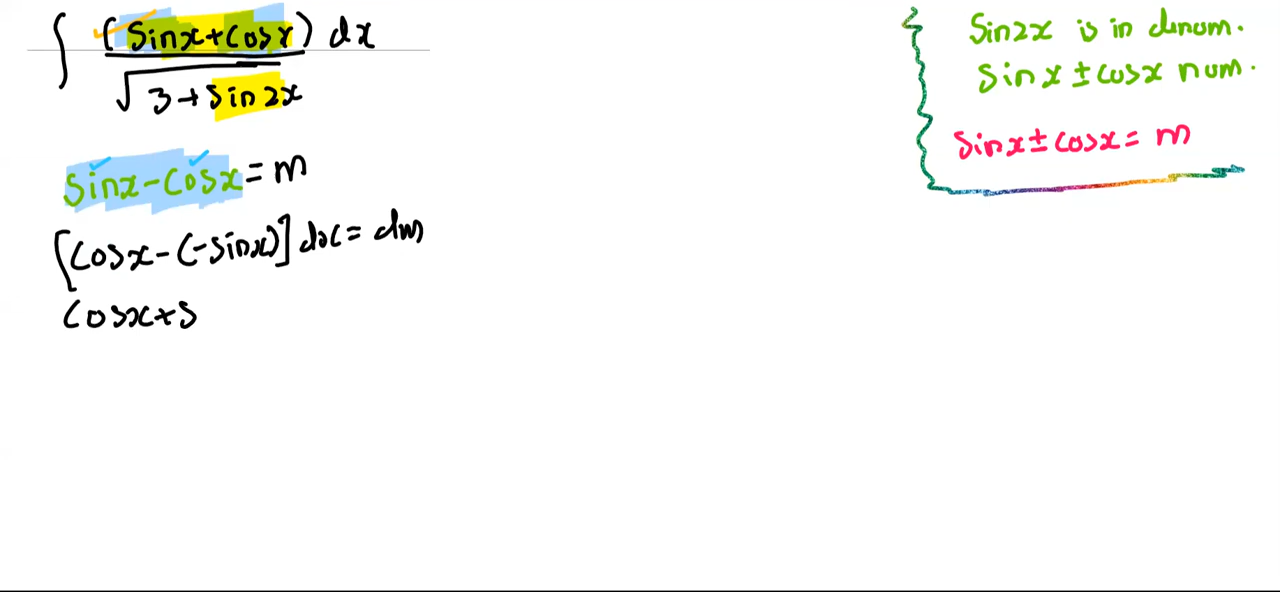 ∫ (sinx+cosx) dx
√3+sin2x
sinx-cosx=m
[cosx-(-sinx)]dx=dm
cosx+s
sin2x is in denum.
sinx±cosx num.
sinx±cosx=m